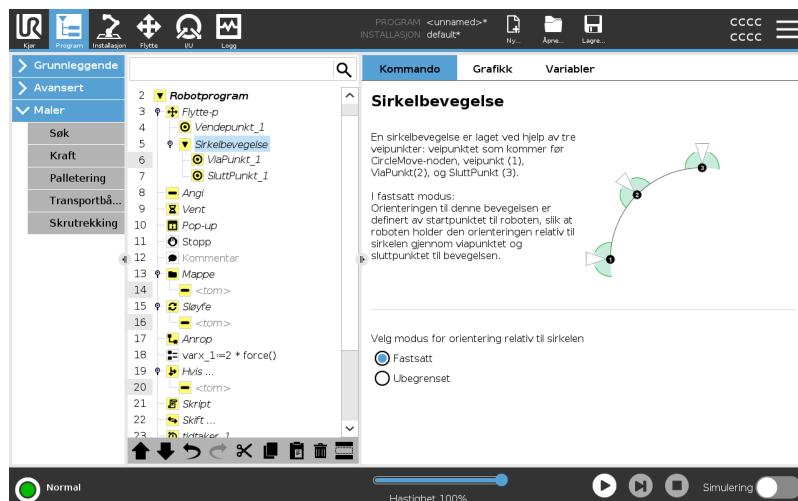 UR
Kjør
Program
Installasjon
Flytte
I/U
Logg
PROGRAM <unnamed>*
INSTALLASJON default*
Ny...
Åpne...
Lagre...
CCCC
CCCC
Grunnleggende
Avansert
Maler
Søk
Kraft
Palletering
Transportbå...
Skrutrekking
2 Robotprogram
3 Flytte-p
4 Vendepunkt_1
5 Sirkelbevegelse
6 ViaPunkt_1
7 SluttPunkt_1
8 Angi
9 Vent
10 Pop-up
11 Stopp
12 Kommentar
13 Mappe
14 <tom>
15 Sløyfe
16 <tom>
17 Anrop
18 varx_1:=2 * force()
19 Hvis ...
20 <tom>
21 Skript
22 Skift ...
23 tidtaker_1
Kommando
Grafikk
Variabler
Sirkelbevegelse
En sirkelbevegelse er laget ved hjelp av tre
veipunkter: veipunktet som kommer før
CircleMove-noden, veipunkt (1),
ViaPunkt(2), og SluttPunkt (3).
I fastsatt modus:
Orienteringen til denne bevegelsen er
definert av startpunktet til roboten, slik at
roboten holder den orienteringen relativ til
sirkelen gjennom viapunktet og
sluttpunktet til bevegelsen.
1
2
3
Velg modus for orientering relativ til sirkelen
Fastsatt
Ubegrenset
Normal
Hastighet 100%
Simulering